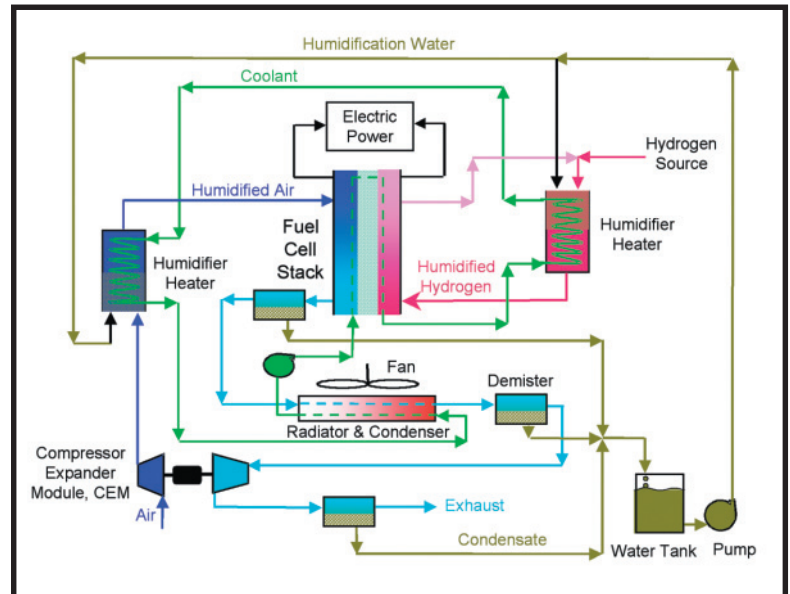 Humidification Water
Coolant
Electric
Power
Hydrogen
Source
Humidified Air
Fuel
Cell
Stack
Humidifier
Heater
Humidified
Hydrogen
Humidifier
Heater
Fan
Demister
Radiator & Condenser
Compressor
Expander
Module, CEM
Air
Exhaust
Condensate
Water Tank
Pump